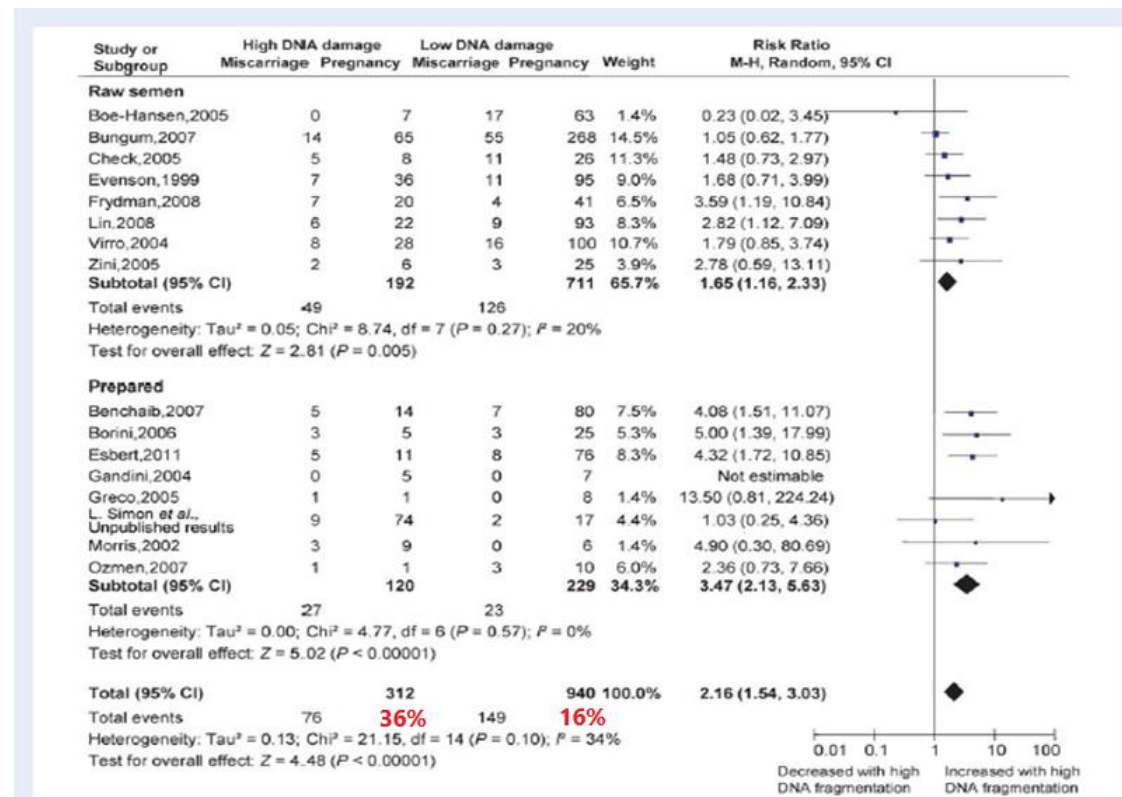 Study or Subgroup High DNA damage Low DNA damage Risk Ratio
Miscarriage Pregnancy Miscarriage Pregnancy Weight M-H, Random, 95% CI
Raw semen
Boe-Hansen,2005 0 7 17 63 1.4% 0.23 (0.02, 3.45)
Bungum,2007 14 65 55 268 14.5% 1.05 (0.62, 1.77)
Check,2005 5 8 11 26 11.3% 1.48 (0.73, 2.97)
Evenson,1999 7 36 11 95 9.0% 1.68 (0.71, 3.99)
Frydman,2008 7 20 4 41 6.5% 3.59 (1.19, 10.84)
Lin,2008 6 22 9 93 8.3% 2.82 (1.12, 7.09)
Virro,2004 8 28 16 100 10.7% 1.79 (0.85, 3.74)
Zini,2005 2 6 3 25 3.9% 2.78 (0.59, 13.11)
Subtotal (95% CI) 192 711 65.7% 1.65 (1.16, 2.33)
Total events 49 126
Heterogeneity: Tau² = 0.05; Chi² = 8.74, df = 7 (P = 0.27); I² = 20%
Test for overall effect: Z = 2.81 (P = 0.005)
Prepared
Benchaib,2007 5 14 7 80 7.5% 4.08 (1.51, 11.07)
Borini,2006 3 5 3 25 5.3% 5.00 (1.39, 17.99)
Esbert,2011 5 11 8 76 8.3% 4.32 (1.72, 10.85)
Gandini,2004 0 5 0 7 Not estimable
Greco,2005 1 1 0 8 1.4% 13.50 (0.81, 224.24)
L. Simon et al.,
Unpublished results 9 74 2 17 4.4% 1.03 (0.25, 4.36)
Morris,2002 3 9 0 6 1.4% 4.90 (0.30, 80.69)
Ozmen,2007 1 1 3 10 6.0% 2.36 (0.73, 7.66)
Subtotal (95% CI) 120 229 34.3% 3.47 (2.13, 5.63)
Total events 27 23
Heterogeneity: Tau² = 0.00; Chi² = 4.77, df = 6 (P = 0.57); I² = 0%
Test for overall effect: Z = 5.02 (P < 0.00001)
Total (95% CI) 312 940 100.0% 2.16 (1.54, 3.03)
Total events 76 36% 149 16%
Heterogeneity: Tau² = 0.13; Chi² = 21.15, df = 14 (P = 0.10); I² = 34%
Test for overall effect: Z = 4.48 (P < 0.00001)
0.01 0.1 1 10 100
Decreased with high Increased with high
DNA fragmentation DNA fragmentation